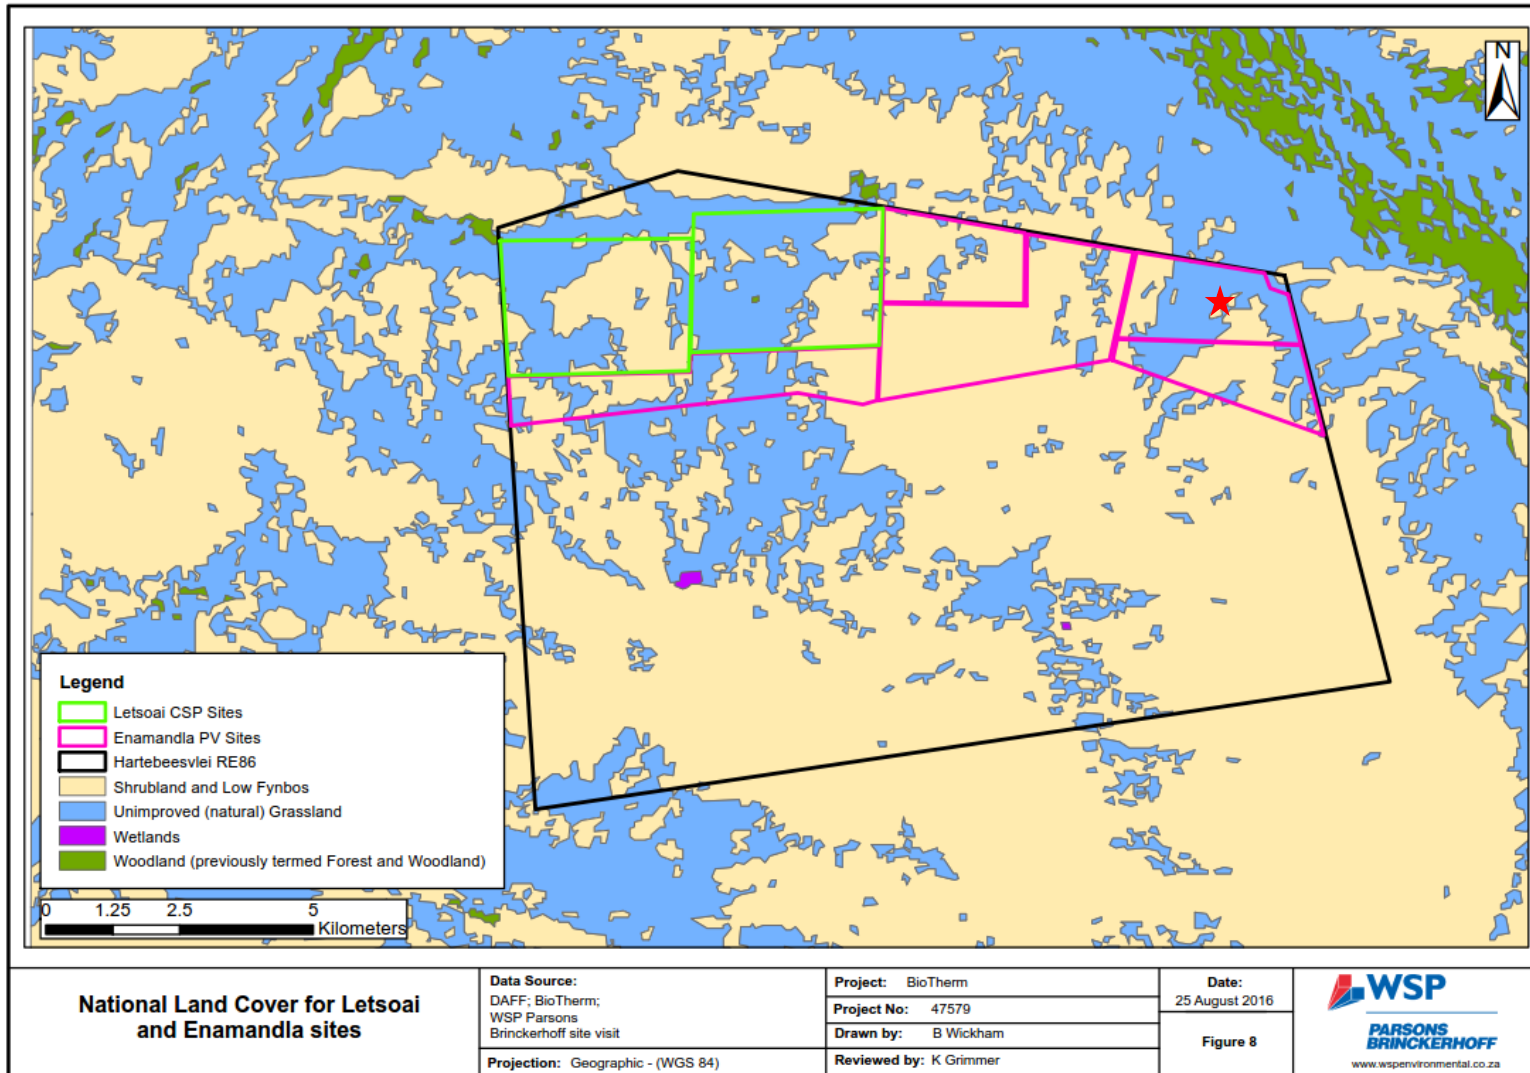 N
Legend
Letsoai CSP Sites
Enamandla PV Sites
Hartebeesvlei RE86
Shrubland and Low Fynbos
Unimproved (natural) Grassland
Wetlands
Woodland (previously termed Forest and Woodland)
0 1.25 2.5 5
Kilometers
National Land Cover for Letsoai
and Enamandla sites
Data Source:
DAFF; BioTherm;
WSP Parsons
Brinckerhoff site visit
Projection: Geographic - (WGS 84)
Project: BioTherm
Project No: 47579
Drawn by: B Wickham
Reviewed by: K Grimmer
Date:
25 August 2016
Figure 8
WSP
PARSONS
BRINCKERHOFF
www.wspenvironmental.co.za